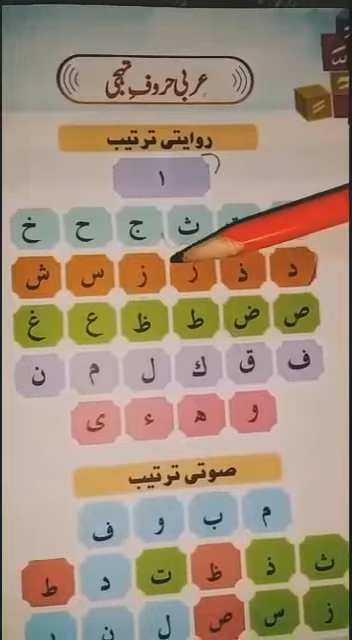 عربی حروفِ تہجی
روایتی ترتیب
ا
ث ج ح خ
د ذ ر ز س ش
ص ض ط ظ ع غ
ف ق ك ل م ن
و ھ ء ی
صوتی ترتیب
م ب و ف
ث ذ ظ ت د ط
ز س ص ل ن